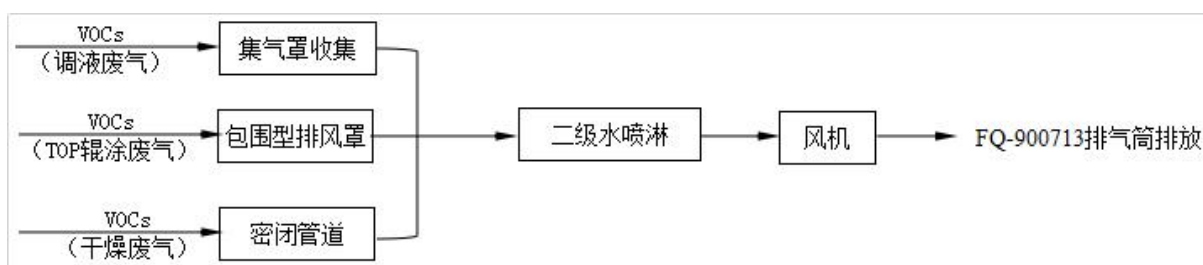 VOCs
（调液废气）
集气罩收集
VOCs
（TOP辊涂废气）
包围型排风罩
二级水喷淋
风机
FQ-900713排气筒排放
VOCs
（干燥废气）
密闭管道